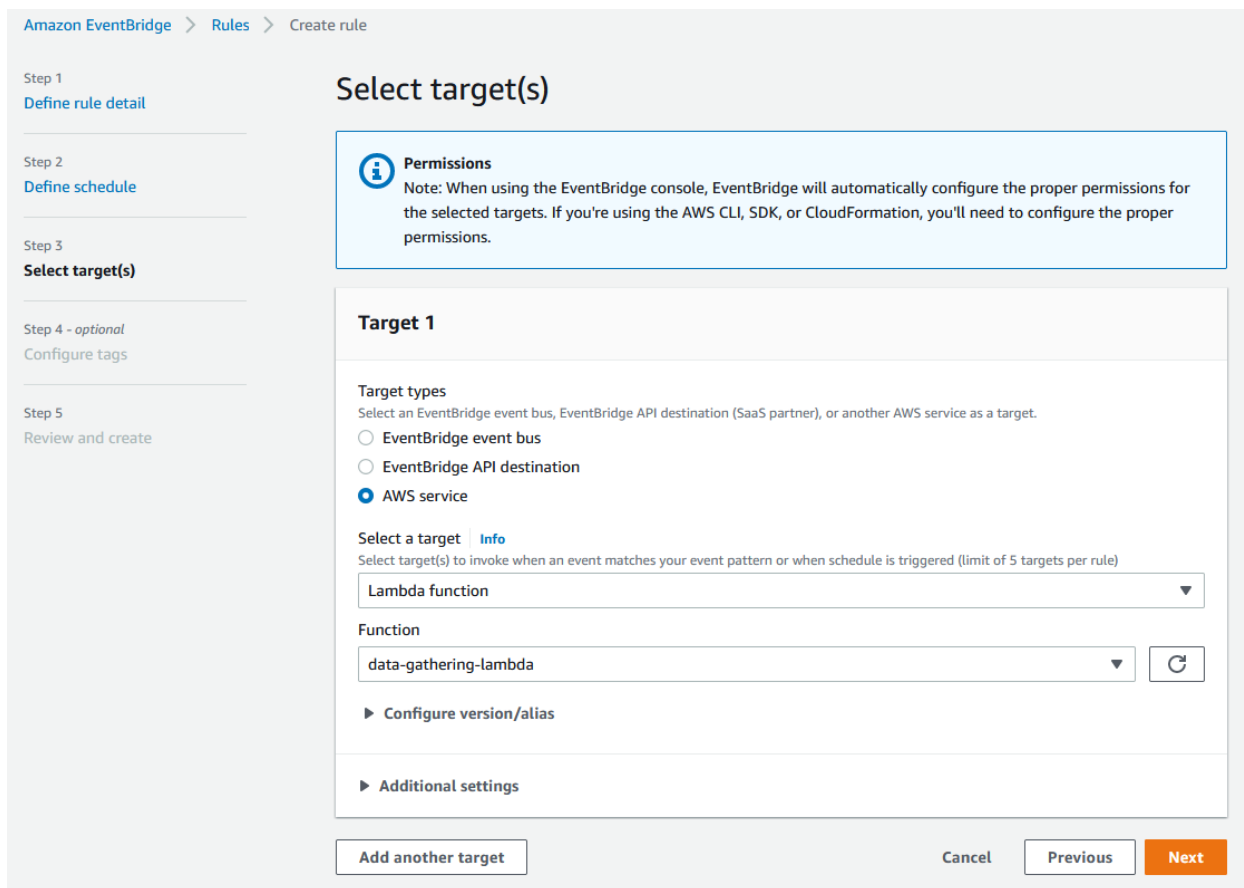 Amazon EventBridge > Rules > Create rule
Step 1
Define rule detail
Step 2
Define schedule
Step 3
Select target(s)
Step 4 - optional
Configure tags
Step 5
Review and create
Select target(s)
Permissions
Note: When using the EventBridge console, EventBridge will automatically configure the proper permissions for
the selected targets. If you're using the AWS CLI, SDK, or CloudFormation, you'll need to configure the proper
permissions.
Target 1
Target types
Select an EventBridge event bus, EventBridge API destination (SaaS partner), or another AWS service as a target.
EventBridge event bus
EventBridge API destination
AWS service
Select a target Info
Select target(s) to invoke when an event matches your event pattern or when schedule is triggered (limit of 5 targets per rule)
Lambda function
Function
data-gathering-lambda
Configure version/alias
Additional settings
Add another target Cancel Previous Next